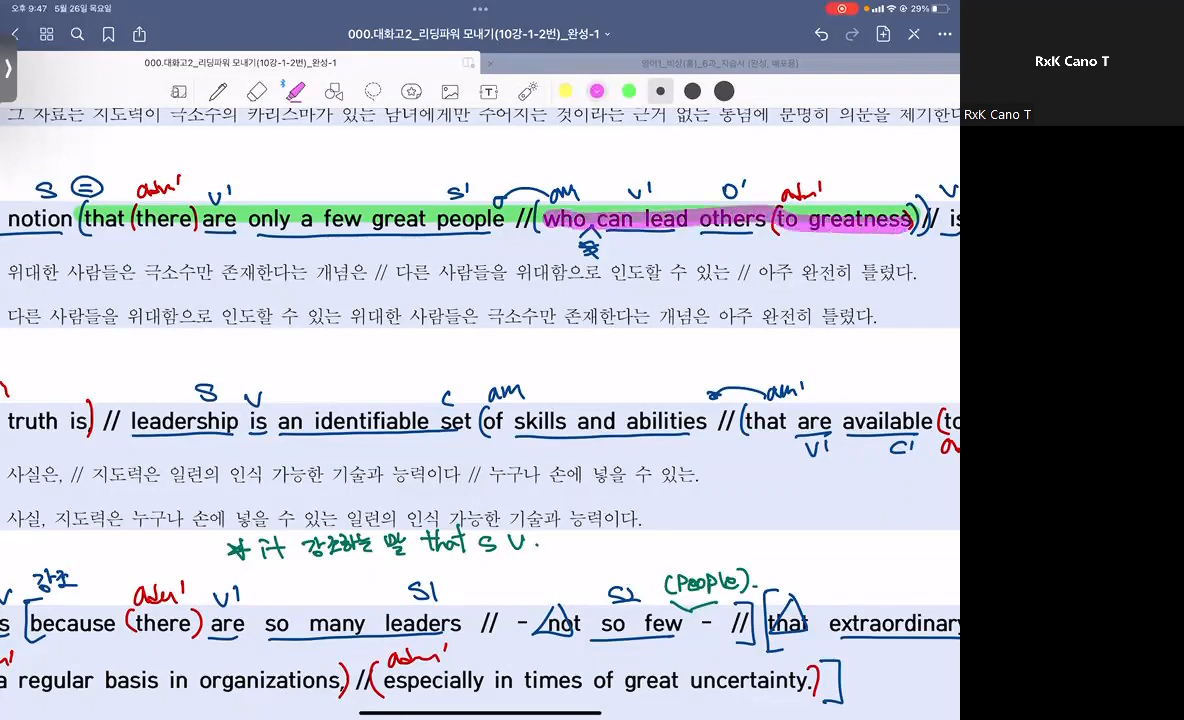 오후 9:47 5월 26일 목요일
29%
000.대화고2_리딩파워 모내기(10강-1-2번)_완성-1
000.대화고2_리딩파워 모내기(10강-1-2번)_완성-1
영어1_비상(홍)_6과_자습서 (완성, 배포용)
RxK Cano T
RxK Cano T
그 자료는 지도력이 극소수의 카리스마가 있는 남녀에게만 주어지는 것이라는 근거 없는 통념에 분명히 의문을 제기한다
S = adm' V' S' am V' O' adm' V
notion (that (there) are only a few great people // (who can lead others (to greatness)) // is
위대한 사람들은 극소수만 존재한다는 개념은 // 다른 사람들을 위대함으로 인도할 수 있는 // 아주 완전히 틀렸다.
다른 사람들을 위대함으로 인도할 수 있는 위대한 사람들은 극소수만 존재한다는 개념은 아주 완전히 틀렸다.
S V C am am'
truth is,) // leadership is an identifiable set (of skills and abilities // (that are available (to
V' C'
사실은, // 지도력은 일련의 인식 가능한 기술과 능력이다 // 누구나 손에 넣을 수 있는.
사실, 지도력은 누구나 손에 넣을 수 있는 일련의 인식 가능한 기술과 능력이다.
it 강조하는 말 that S V.
강조 adm' V' S1 S2 (people).
s [because (there) are so many leaders // - not so few - //] [that extraordinary
adm'
a regular basis in organizations,) // (especially in times of great uncertainty.)]